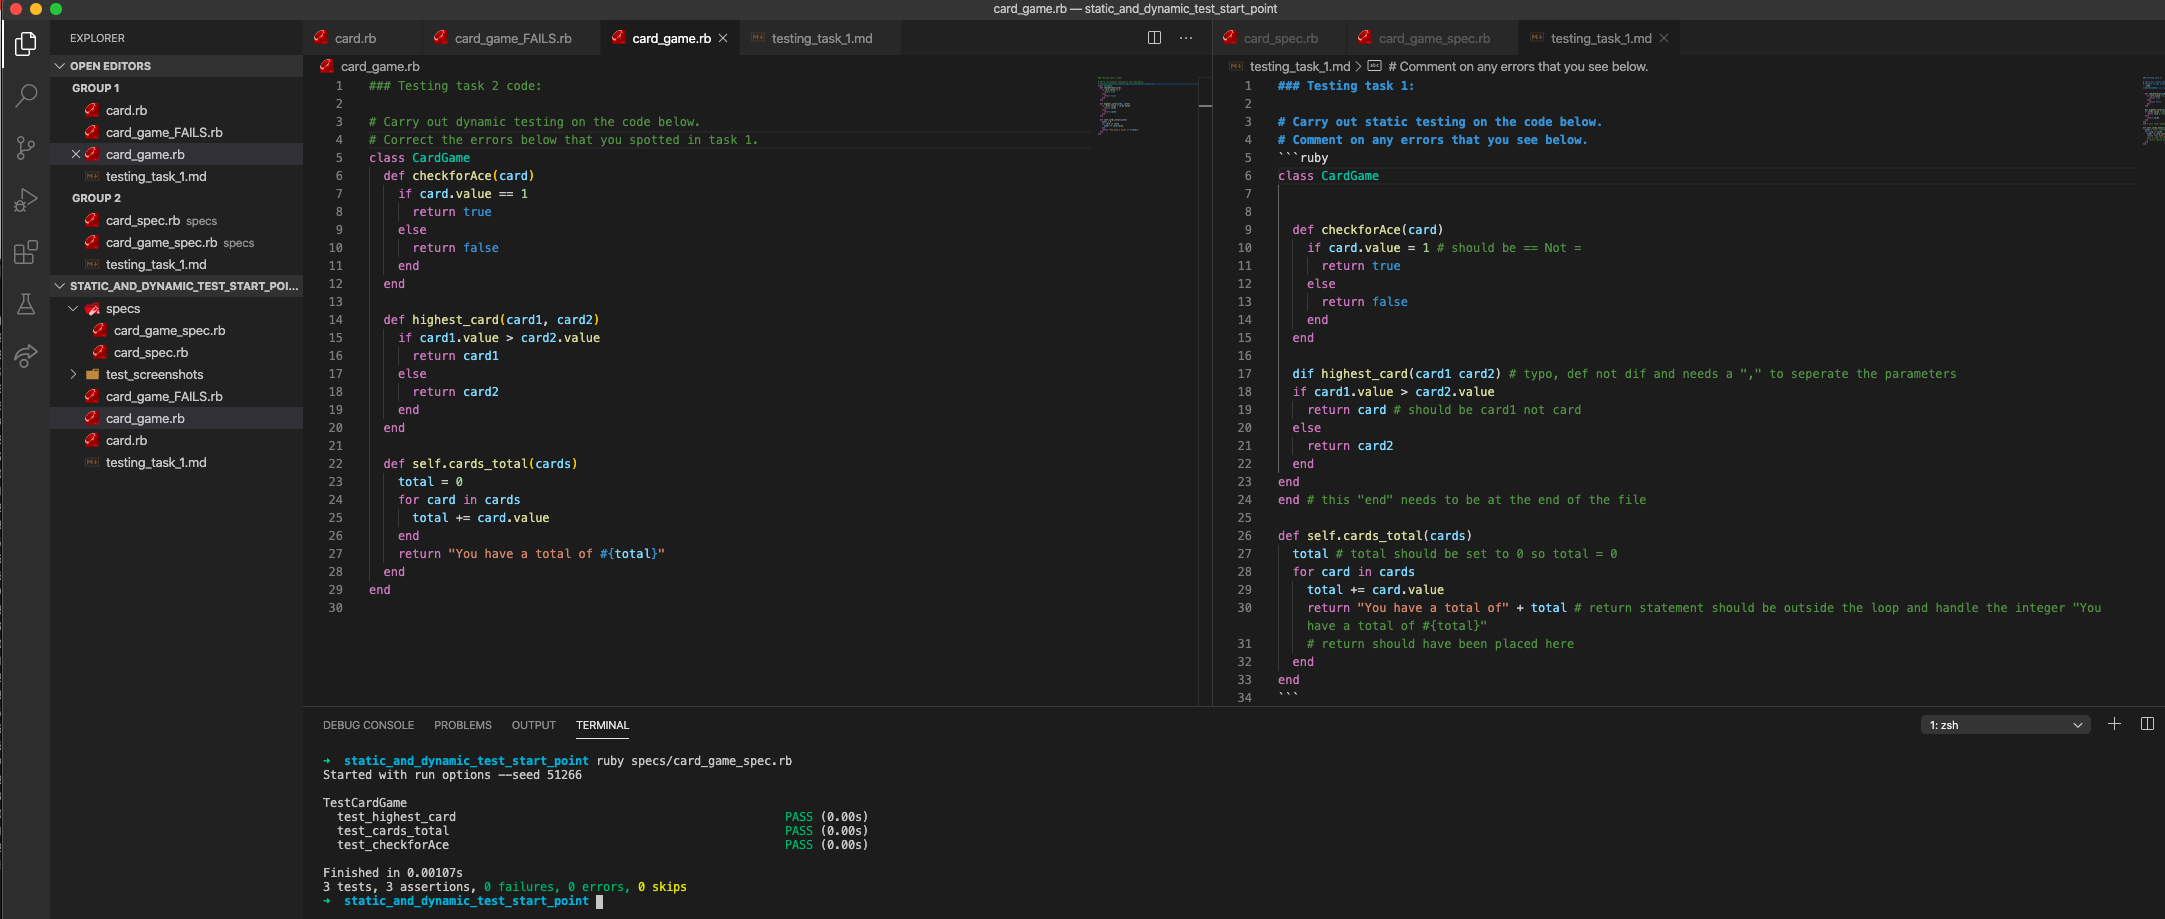 card_game.rb — static_and_dynamic_test_start_point
EXPLORER
OPEN EDITORS
GROUP 1
card.rb
card_game_FAILS.rb
card_game.rb
testing_task_1.md
GROUP 2
card_spec.rb specs
card_game_spec.rb specs
testing_task_1.md
STATIC_AND_DYNAMIC_TEST_START_POI...
specs
card_game_spec.rb
card_spec.rb
test_screenshots
card_game_FAILS.rb
card_game.rb
card.rb
testing_task_1.md
card.rb card_game_FAILS.rb card_game.rb testing_task_1.md
card_game.rb
1 ### Testing task 2 code:
2
3 # Carry out dynamic testing on the code below.
4 # Correct the errors below that you spotted in task 1.
5 class CardGame
6 def checkforAce(card)
7 if card.value == 1
8 return true
9 else
10 return false
11 end
12 end
13
14 def highest_card(card1, card2)
15 if card1.value > card2.value
16 return card1
17 else
18 return card2
19 end
20 end
21
22 def self.cards_total(cards)
23 total = 0
24 for card in cards
25 total += card.value
26 end
27 return "You have a total of #{total}"
28 end
29 end
30
card_spec.rb card_game_spec.rb testing_task_1.md
testing_task_1.md > abc # Comment on any errors that you see below.
1 ### Testing task 1:
2
3 # Carry out static testing on the code below.
4 # Comment on any errors that you see below.
5 ```ruby
6 class CardGame
7
8
9 def checkforAce(card)
10 if card.value = 1 # should be == Not =
11 return true
12 else
13 return false
14 end
15 end
16
17 dif highest_card(card1 card2) # typo, def not dif and needs a "," to seperate the parameters
18 if card1.value > card2.value
19 return card # should be card1 not card
20 else
21 return card2
22 end
23 end
24 end # this "end" needs to be at the end of the file
25
26 def self.cards_total(cards)
27 total # total should be set to 0 so total = 0
28 for card in cards
29 total += card.value
30 return "You have a total of" + total # return statement should be outside the loop and handle the integer "You
have a total of #{total}"
31 # return should have been placed here
32 end
33 end
34 ```
DEBUG CONSOLE PROBLEMS OUTPUT TERMINAL
1: zsh
➜ static_and_dynamic_test_start_point ruby specs/card_game_spec.rb
Started with run options --seed 51266
TestCardGame
test_highest_card PASS (0.00s)
test_cards_total PASS (0.00s)
test_checkforAce PASS (0.00s)
Finished in 0.00107s
3 tests, 3 assertions, 0 failures, 0 errors, 0 skips
➜ static_and_dynamic_test_start_point